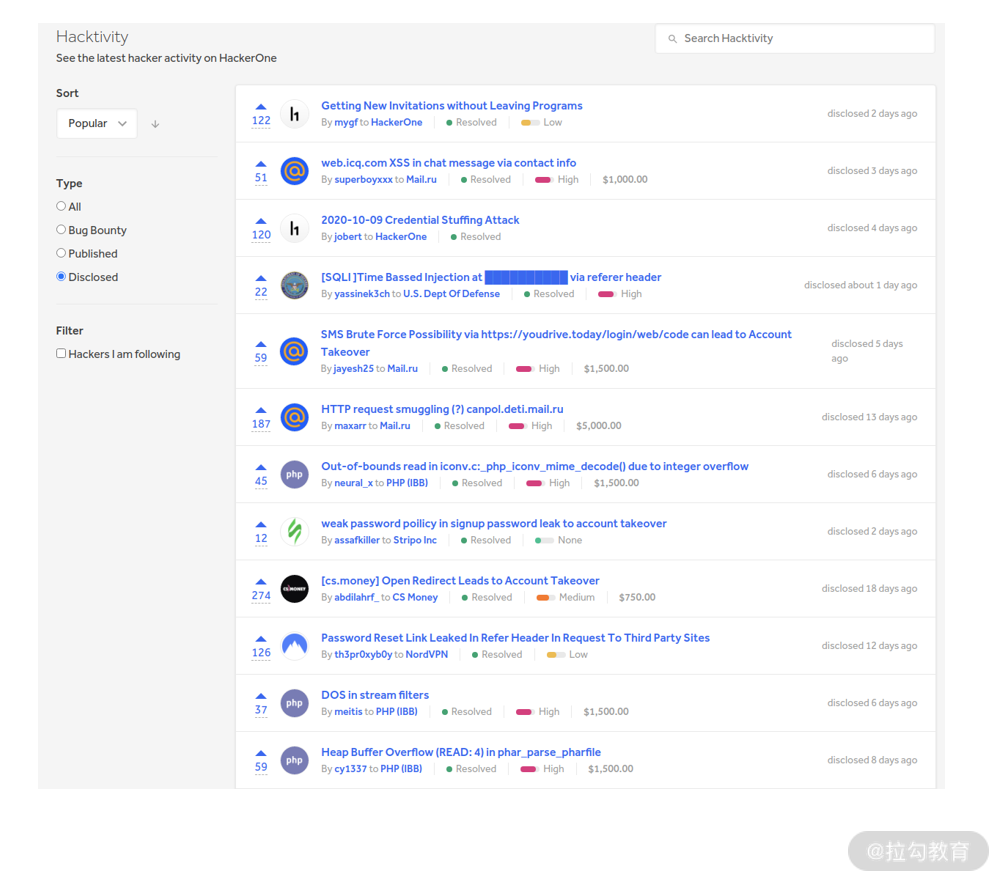 Hacktivity
See the latest hacker activity on HackerOne
Search Hacktivity
Sort
Popular
Type
All
Bug Bounty
Published
Disclosed
Filter
Hackers I am following
122
Getting New Invitations without Leaving Programs
disclosed 2 days ago
By mygf to HackerOne Resolved Low
51
web.icq.com XSS in chat message via contact info
disclosed 3 days ago
By superboyxxx to Mail.ru Resolved High $1,000.00
120
2020-10-09 Credential Stuffing Attack
disclosed 4 days ago
By jobert to HackerOne Resolved
22
[SQLI ]Time Bassed Injection at ██████████ via referer header
disclosed about 1 day ago
By yassinek3ch to U.S. Dept Of Defense Resolved High
59
SMS Brute Force Possibility via https://youdrive.today/login/web/code can lead to Account
Takeover
disclosed 5 days
ago
By jayesh25 to Mail.ru Resolved High $1,500.00
187
HTTP request smuggling (?) canpol.deti.mail.ru
disclosed 13 days ago
By maxarr to Mail.ru Resolved High $5,000.00
45
php
Out-of-bounds read in iconv.c:_php_iconv_mime_decode() due to integer overflow
disclosed 6 days ago
By neural_x to PHP (IBB) Resolved High $1,500.00
12
weak password poilicy in signup password leak to account takeover
disclosed 2 days ago
By assafkiller to Stripo Inc Resolved None
274
CS.MONEY
[cs.money] Open Redirect Leads to Account Takeover
disclosed 18 days ago
By abdilahrf_ to CS Money Resolved Medium $750.00
126
Password Reset Link Leaked In Refer Header In Request To Third Party Sites
disclosed 12 days ago
By th3pr0xyb0y to NordVPN Resolved Low
37
php
DOS in stream filters
disclosed 6 days ago
By meitis to PHP (IBB) Resolved High $1,500.00
59
php
Heap Buffer Overflow (READ: 4) in phar_parse_pharfile
disclosed 8 days ago
By cy1337 to PHP (IBB) Resolved High $1,500.00
@拉勾教育